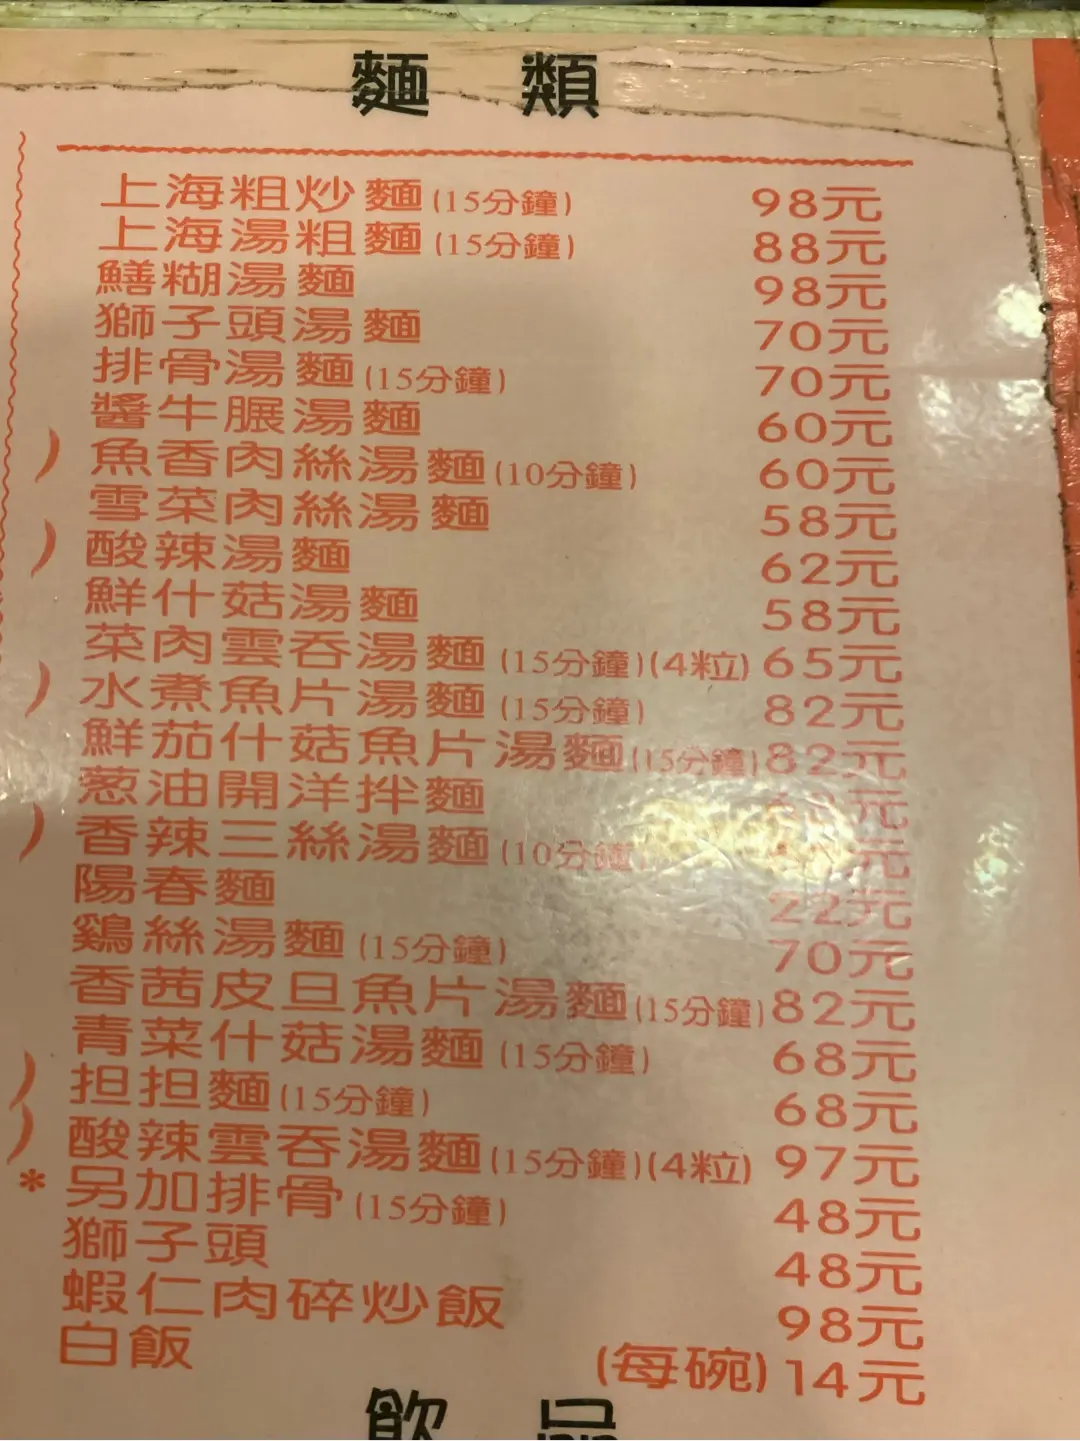 麵 類
上海粗炒麵(15分鐘) 98元
上海湯粗麵(15分鐘) 88元
鱔糊湯麵 98元
獅子頭湯麵 70元
排骨湯麵(15分鐘) 70元
醬牛腒湯麵 60元
魚香肉絲湯麵(10分鐘) 60元
雪菜肉絲湯麵 58元
酸辣湯麵 62元
鮮什菇湯麵 58元
菜肉雲吞湯麵(15分鐘)(4粒) 65元
水煮魚片湯麵(15分鐘) 82元
鮮茄什菇魚片湯麵(15分鐘) 82元
葱油開洋拌麵 元
香辣三絲湯麵(10分鐘 元
陽春麵 22元
鷄絲湯麵(15分鐘) 70元
香茜皮旦魚片湯麵(15分鐘) 82元
青菜什菇湯麵(15分鐘) 68元
担担麵(15分鐘) 68元
酸辣雲吞湯麵(15分鐘)(4粒) 97元
*另加排骨(15分鐘) 48元
獅子頭 48元
蝦仁肉碎炒飯 98元
白飯 (每碗) 14元
飲 品